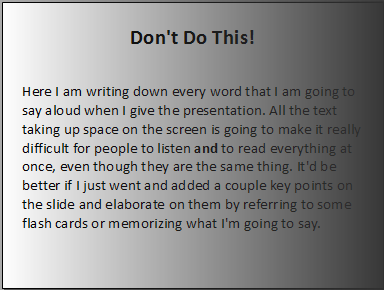 Don't Do This!
Here I am writing down every word that I am going to
say aloud when I give the presentation. All the text
taking up space on the screen is going to make it really
difficult for people to listen and to read everything at
once, even though they are the same thing. It'd be
better if I just went and added a couple key points on
the slide and elaborate on them by referring to some
flash cards or memorizing what I'm going to say.